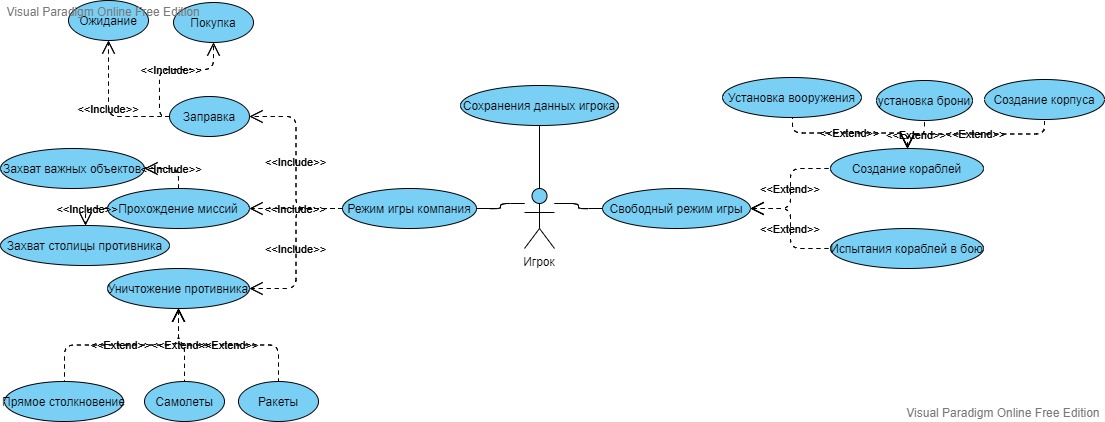 Visual Paradigm Online Free Edition
Ожидание
Покупка
<<Include>>
<<Include>>
Заправка
Сохранения данных игрока
Установка вооружения
установка брони
Создание корпуса
<<Extend>>
<<Extend>>
<<Extend>>
<<Include>>
Захват важных объектов
<<Include>>
Создание кораблей
<<Extend>>
<<Include>>
Прохождение миссий
<<Include>>
Режим игры компания
Свободный режим игры
<<Extend>>
Захват столицы противника
<<Include>>
Игрок
Испытания кораблей в бою
Уничтожение противника
<<Extend>>
<<Extend>>
<<Extend>>
Прямое столкновение
Самолеты
Ракеты
Visual Paradigm Online Free Edition